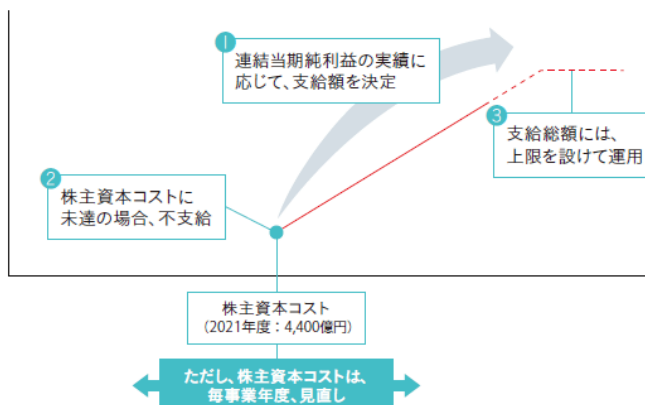 1
連結当期純利益の実績に
応じて、支給額を決定
3
支給総額には、
上限を設けて運用
2
株主資本コストに
未達の場合、不支給
株主資本コスト
（2021年度：4,400億円）
ただし、株主資本コストは、
毎事業年度、見直し